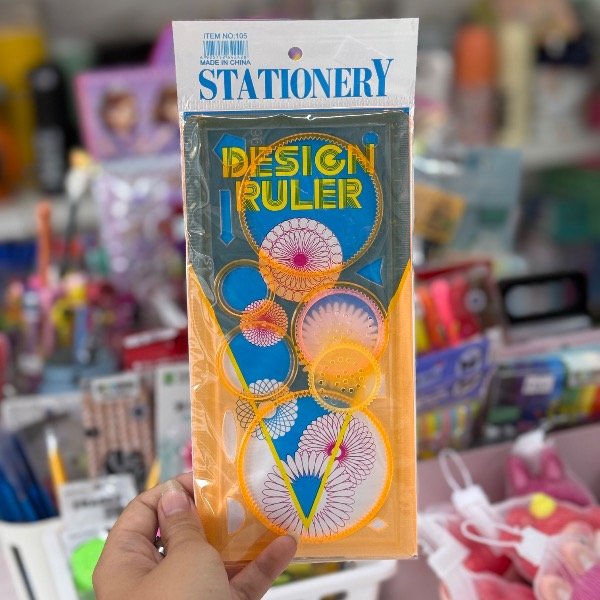 ITEM NO:105
MADE IN CHINA
STATIONERY
DESIGN
RULER